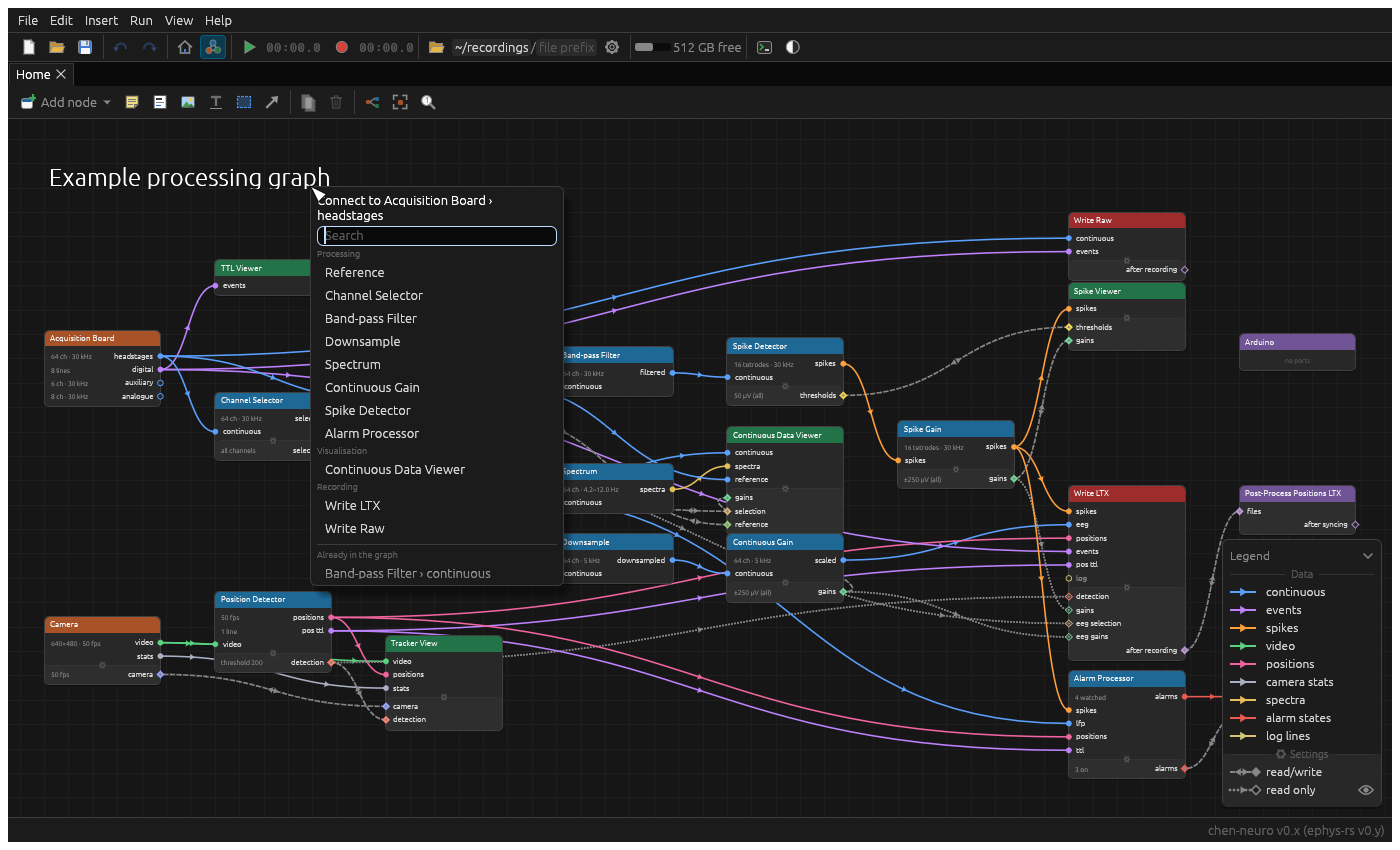 File Edit Insert Run View Help
00:00.0 00:00.0 ~/recordings/file prefix 512 GB free
Home
Add node
Example processing graph
Connect to Acquisition Board ›
headstages
Search
Processing
Reference
Channel Selector
Band-pass Filter
Downsample
Spectrum
Continuous Gain
Spike Detector
Alarm Processor
Visualisation
Continuous Data Viewer
Recording
Write LTX
Write Raw
Already in the graph
Band-pass Filter › continuous
TTL Viewer
events
Acquisition Board
64 ch · 30 kHz headstages
8 lines digital
6 ch · 30 kHz auxiliary
8 ch · 30 kHz analogue
Channel Selector
64 ch · 30 kHz
continuous
all channels
Camera
640×480 · 50 fps video
stats
50 fps camera
Position Detector
50 fps positions
1 line pos ttl
video
threshold 200 detection
Tracker View
video
positions
stats
camera
detection
Band-pass Filter
64 ch · 30 kHz filtered
continuous
Spectrum
64 ch · 4.2–12.0 Hz spectra
continuous
Downsample
64 ch · 5 kHz downsampled
continuous
Spike Detector
16 tetrodes · 30 kHz spikes
continuous
50 µV (all) thresholds
Continuous Data Viewer
continuous
spectra
reference
gains
selection
reference
Continuous Gain
64 ch · 5 kHz scaled
continuous
±250 µV (all) gains
Spike Gain
16 tetrodes · 30 kHz spikes
spikes
±250 µV (all) gains
Write Raw
continuous
events
after recording
Spike Viewer
spikes
thresholds
gains
Write LTX
spikes
eeg
positions
events
pos ttl
log
detection
gains
eeg selection
eeg gains
after recording
Alarm Processor
4 watched alarms
spikes
lfp
positions
ttl
3 on alarms
Arduino
no ports
Post-Process Positions LTX
files
after syncing
Legend
Data
continuous
events
spikes
video
positions
camera stats
spectra
alarm states
log lines
Settings
read/write
read only
chen-neuro v0.x (ephys-rs v0.y)